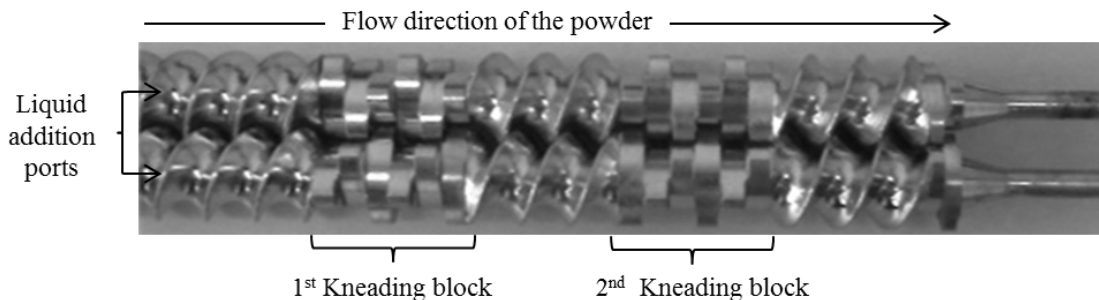 Flow direction of the powder
Liquid
addition
ports
1st Kneading block
2nd Kneading block